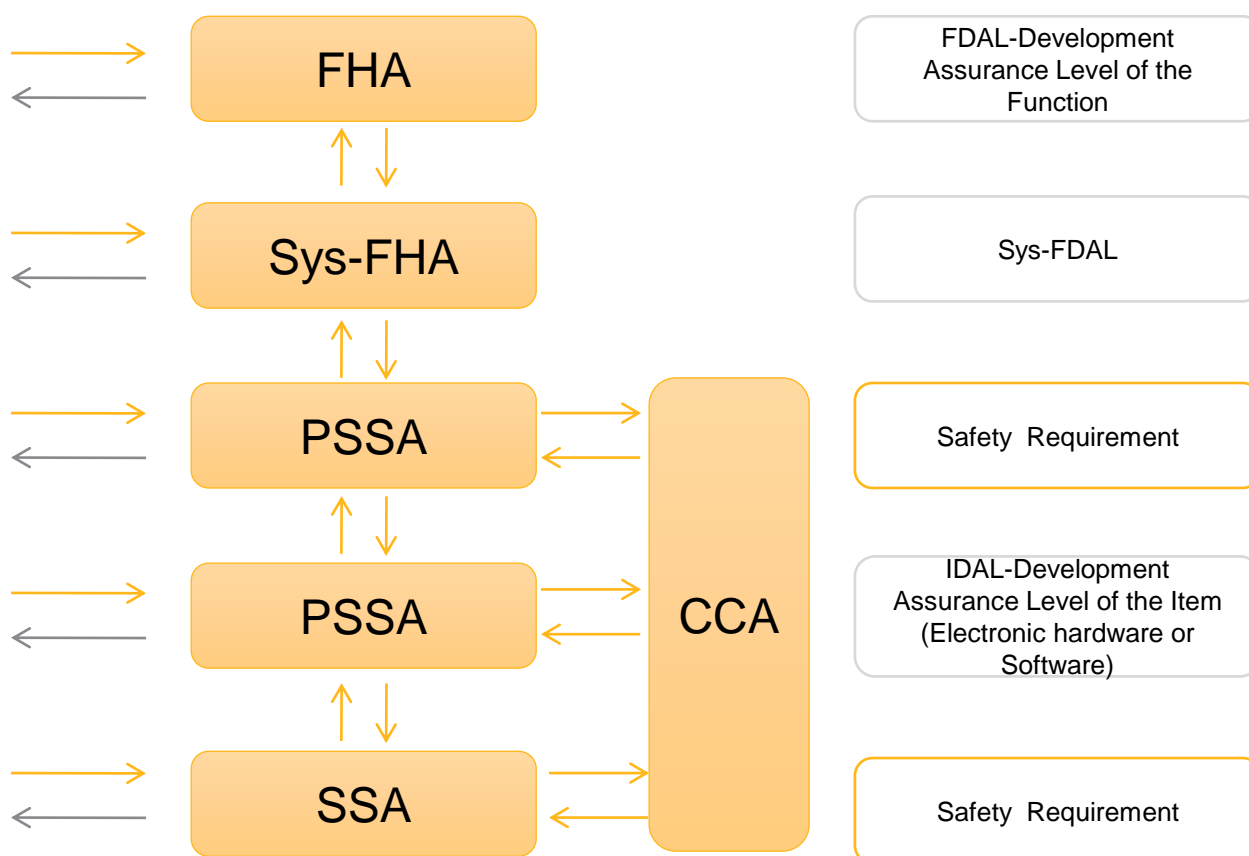 FHA
FDAL-Development
Assurance Level of the
Function
Sys-FHA
Sys-FDAL
PSSA
Safety Requirement
PSSA
CCA
IDAL-Development
Assurance Level of the Item
(Electronic hardware or
Software)
SSA
Safety Requirement